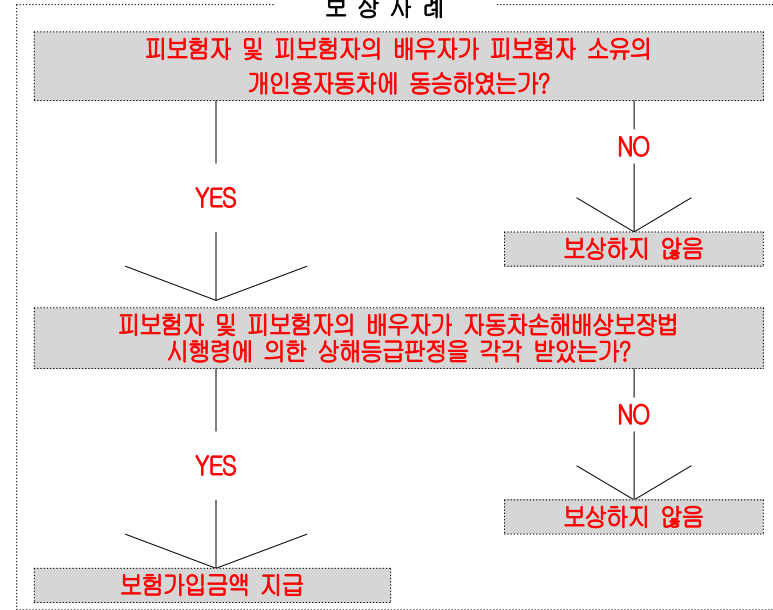 보 상 사 례
피보험자 및 피보험자의 배우자가 피보험자 소유의
개인용자동차에 동승하였는가?
NO
YES
보상하지 않음
피보험자 및 피보험자의 배우자가 자동차손해배상보장법
시행령에 의한 상해등급판정을 각각 받았는가?
NO
YES
보상하지 않음
보험가입금액 지급